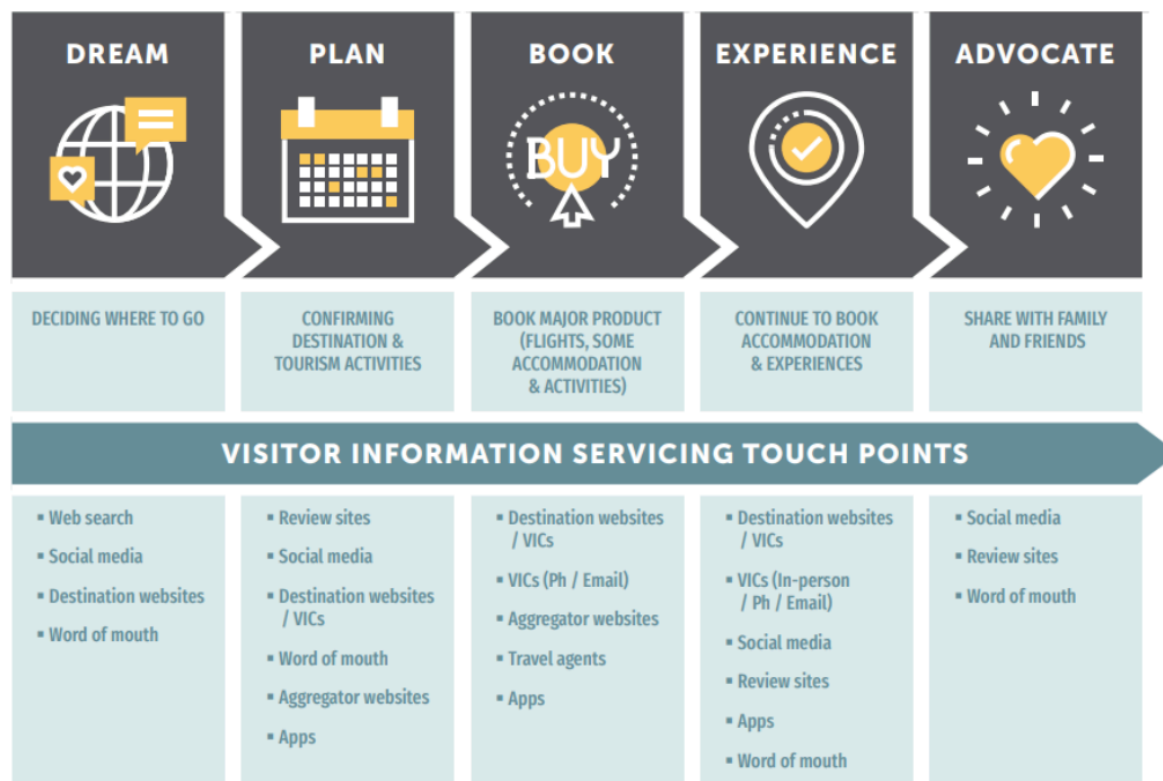 DREAM
PLAN
BOOK
EXPERIENCE
ADVOCATE
BUY
DECIDING WHERE TO GO
CONFIRMING
DESTINATION &
TOURISM ACTIVITIES
BOOK MAJOR PRODUCT
(FLIGHTS, SOME
ACCOMMODATION
& ACTIVITIES)
CONTINUE TO BOOK
ACCOMMODATION
& EXPERIENCES
SHARE WITH FAMILY
AND FRIENDS
VISITOR INFORMATION SERVICING TOUCH POINTS
▪ Web search
▪ Social media
▪ Destination websites
▪ Word of mouth
▪ Review sites
▪ Social media
▪ Destination websites
/ VICs
▪ Word of mouth
▪ Aggregator websites
▪ Apps
▪ Destination websites
/ VICs
▪ VICs (Ph / Email)
▪ Aggregator websites
▪ Travel agents
▪ Apps
▪ Destination websites
/ VICs
▪ VICs (In-person
/ Ph / Email)
▪ Social media
▪ Review sites
▪ Apps
▪ Word of mouth
▪ Social media
▪ Review sites
▪ Word of mouth